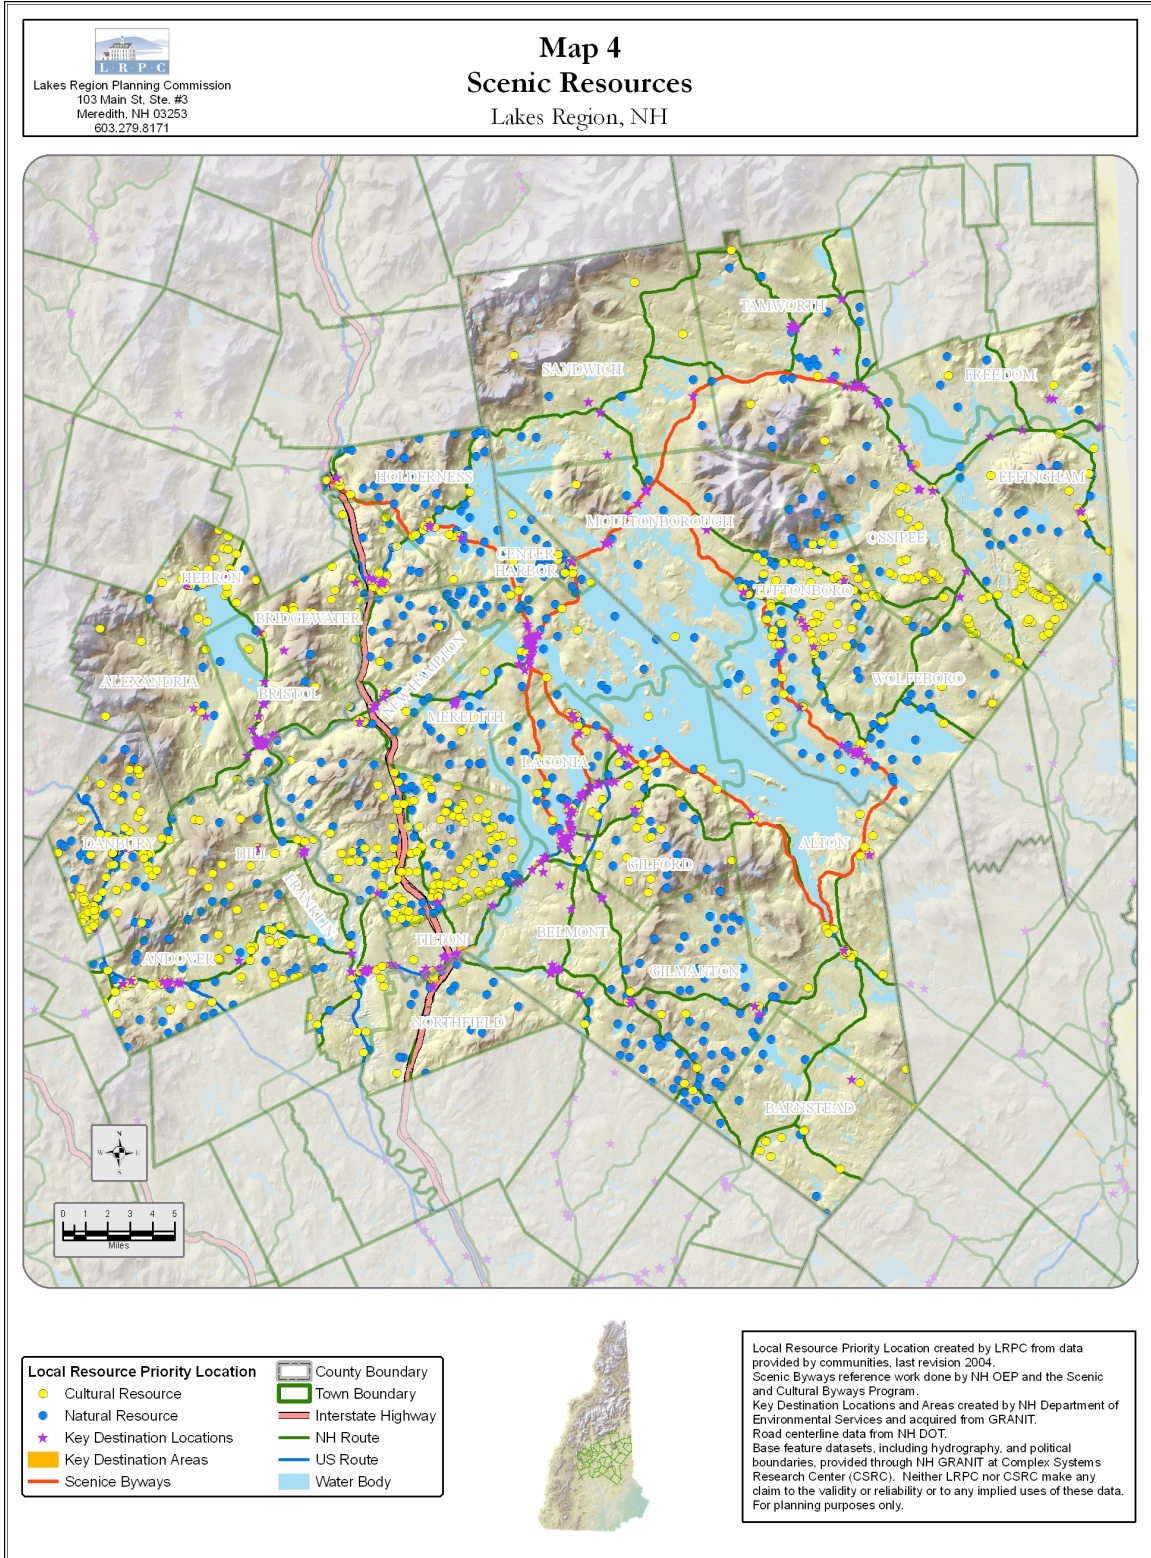 L·R·P·C
Lakes Region Planning Commission
103 Main St, Ste. #3
Meredith, NH 03253
603.279.8171
Map 4
Scenic Resources
Lakes Region, NH
TAMWORTH
SANDWICH
FREEDOM
HOLDERNESS
EFFINGHAM
MOULTONBOROUGH
OSSIPEE
CENTER
HARBOR
HEBRON
TUFTONBORO
BRIDGEWATER
NEW HAMPTON
ALEXANDRIA
WOLFEBORO
BRISTOL
MEREDITH
LACONIA
DANBURY
HILL
GILFORD
ALTON
FRANKLIN
TILTON
BELMONT
ANDOVER
GILMANTON
NORTHFIELD
BARNSTEAD
N
W E
S
0 1 2 3 4 5
Miles
Local Resource Priority Location
Cultural Resource
Natural Resource
Key Destination Locations
Key Destination Areas
Scenice Byways
County Boundary
Town Boundary
Interstate Highway
NH Route
US Route
Water Body
Local Resource Priority Location created by LRPC from data
provided by communities, last revision 2004.
Scenic Byways reference work done by NH OEP and the Scenic
and Cultural Byways Program.
Key Destination Locations and Areas created by NH Department of
Environmental Services and acquired from GRANIT.
Road centerline data from NH DOT.
Base feature datasets, including hydrography, and political
boundaries, provided through NH GRANIT at Complex Systems
Research Center (CSRC). Neither LRPC nor CSRC make any
claim to the validity or reliability or to any implied uses of these data.
For planning purposes only.